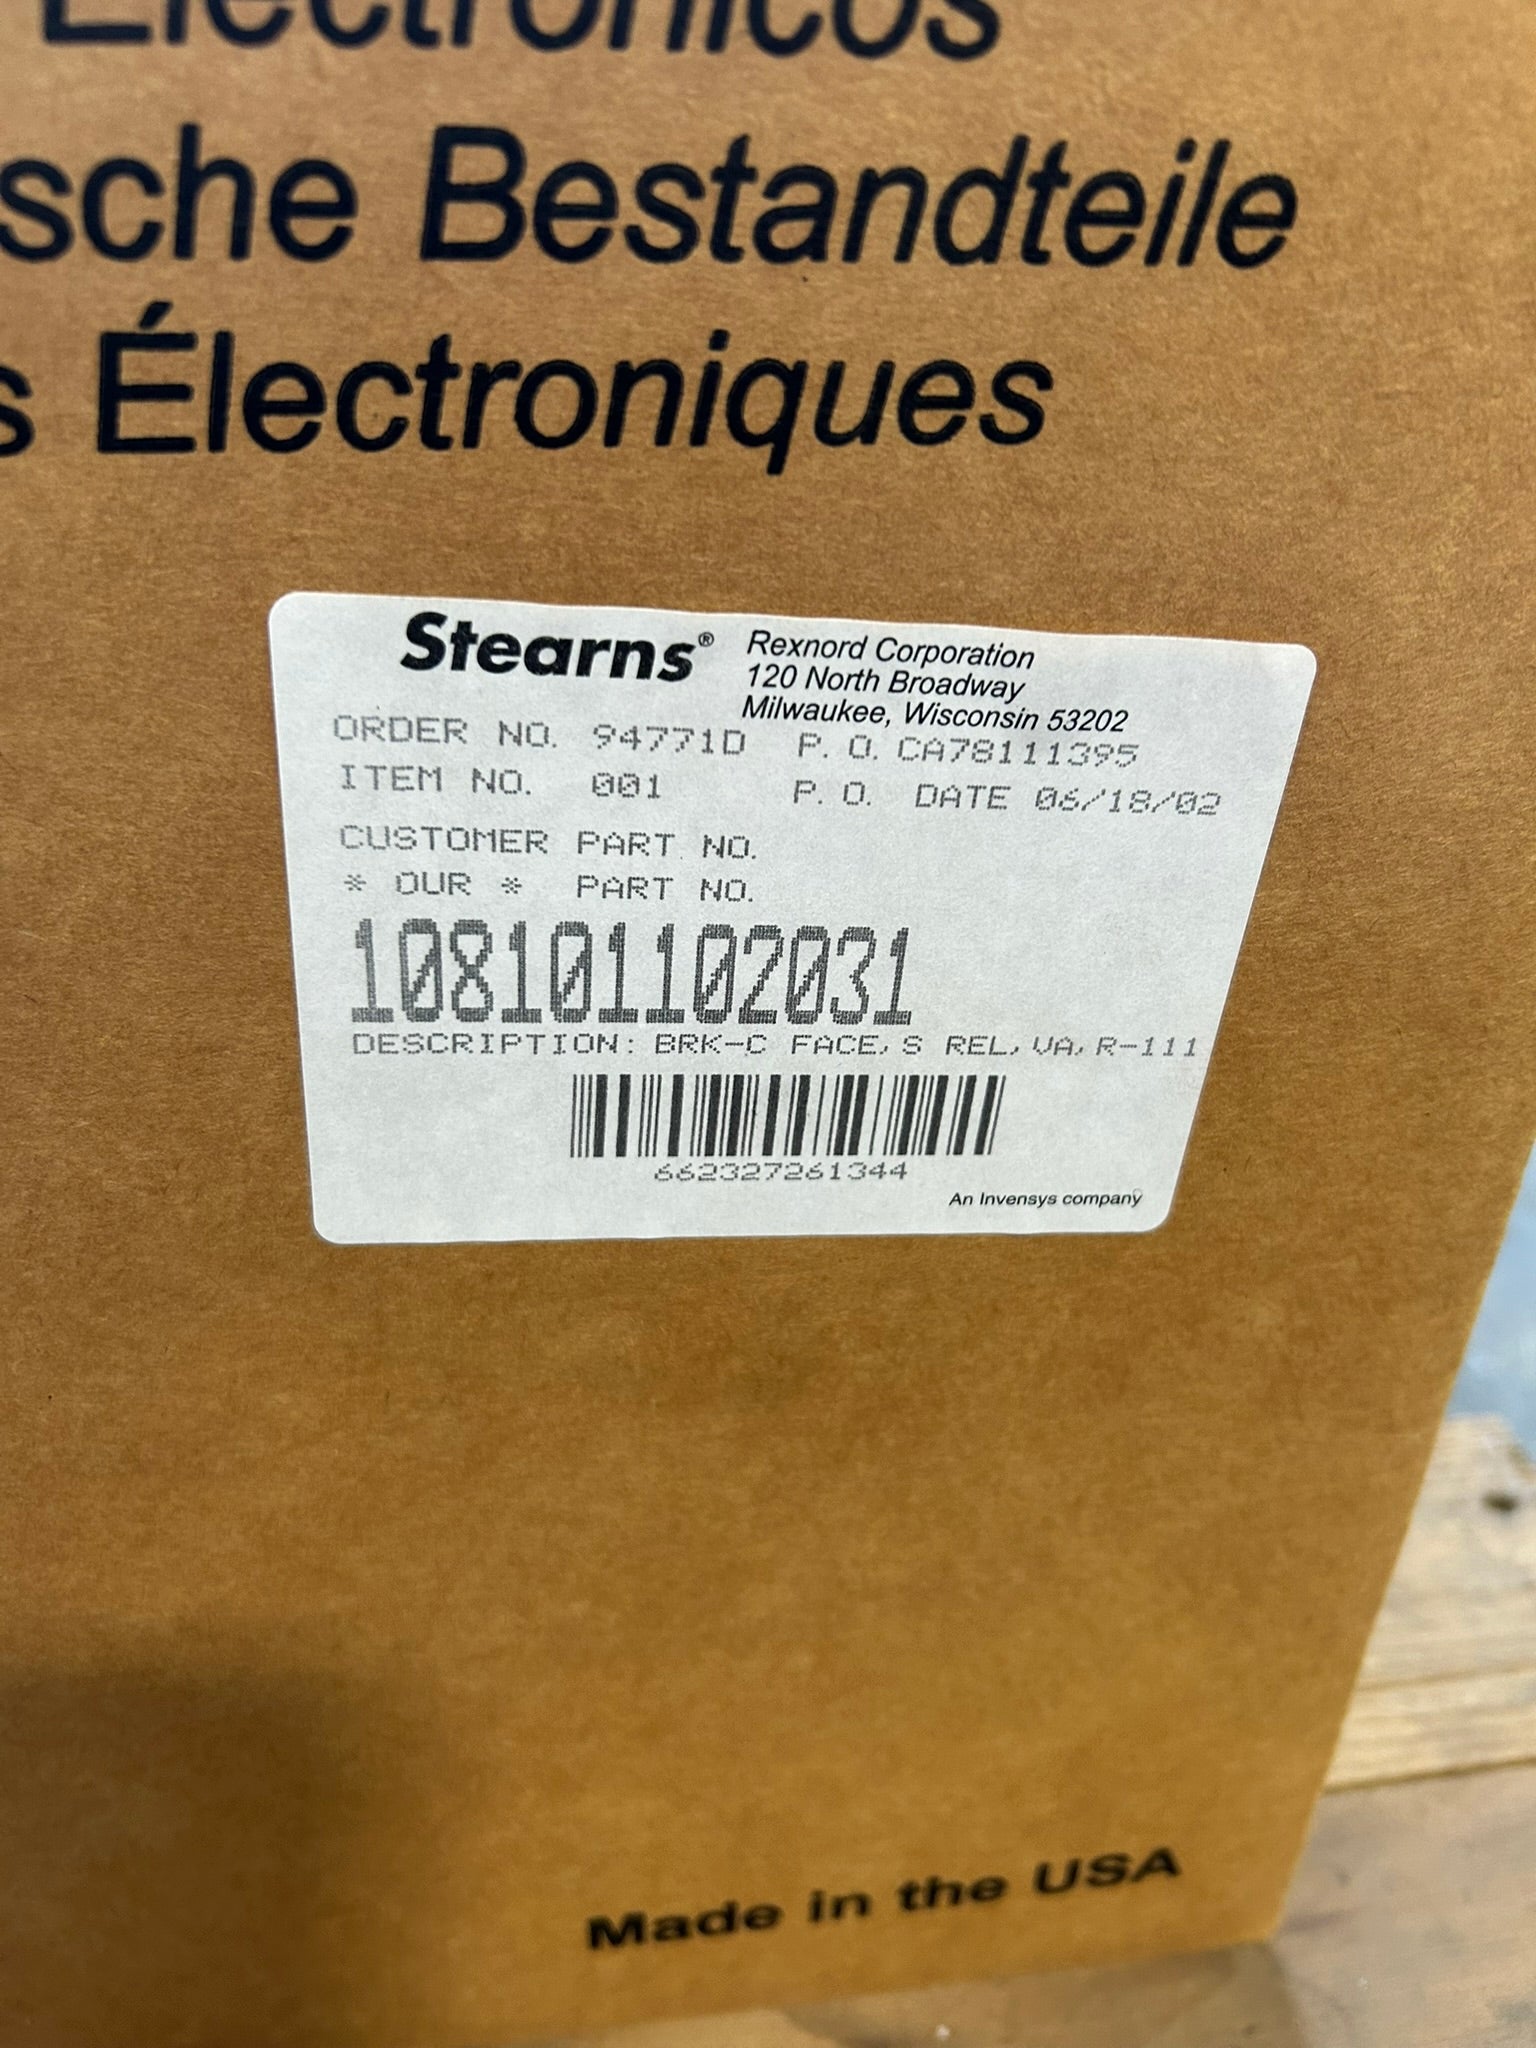 Electrónicos
sche Bestandteile
s Électroniques
Stearns®
Rexnord Corporation
120 North Broadway
Milwaukee, Wisconsin 53202
ORDER NO. 94771D P.O. CA78111395
ITEM NO. 001 P.O. DATE 06/18/02
CUSTOMER PART NO.
* OUR * PART NO.
108101102031
DESCRIPTION: BRK-C FACE,S REL,VA,R-111
662327261344
An Invensys company
Made in the USA